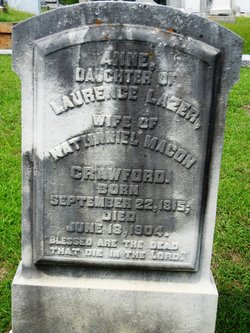 ANNE,
DAUGHTER OF
LAURENCE LAZER,
WIFE OF
NATHANIEL MACON
CRAWFORD.
BORN
SEPTEMBER 22, 1815;
DIED
JUNE 18, 1904.
BLESSED ARE THE DEAD
THAT DIE IN THE LORD.